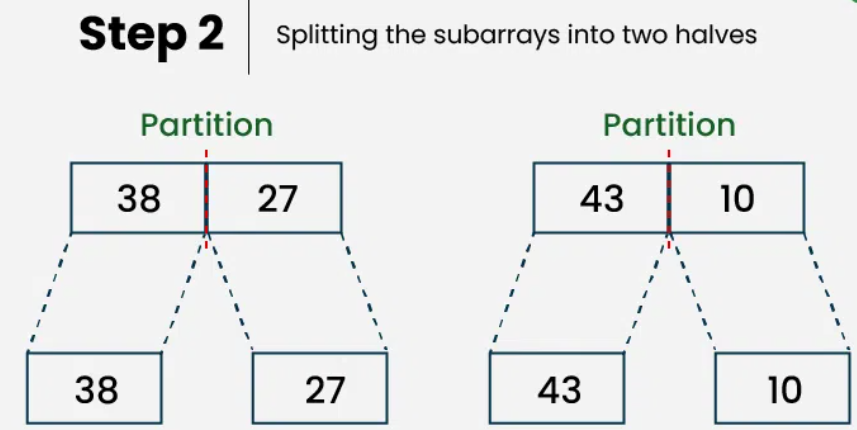 Step 2
Splitting the subarrays into two halves
Partition
Partition
38 27
43 10
38
27
43
10